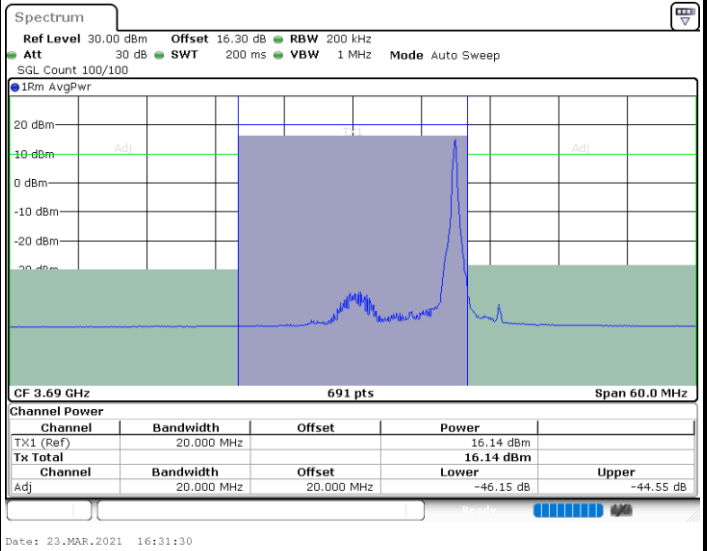 Spectrum
Ref Level 30.00 dBm Offset 16.30 dB RBW 200 kHz
Att 30 dB SWT 200 ms VBW 1 MHz Mode Auto Sweep
SGL Count 100/100
1Rm AvgPwr
20 dBm
TX1
Adj Adj
10 dBm
0 dBm
-10 dBm
-20 dBm
CF 3.69 GHz 691 pts Span 60.0 MHz
Channel Power
Channel Bandwidth Offset Power
TX1 (Ref) 20.000 MHz 16.14 dBm
Tx Total 16.14 dBm
Channel Bandwidth Offset Lower Upper
Adj 20.000 MHz 20.000 MHz -46.15 dB -44.55 dB
Ready
Date: 23.MAR.2021 16:31:30